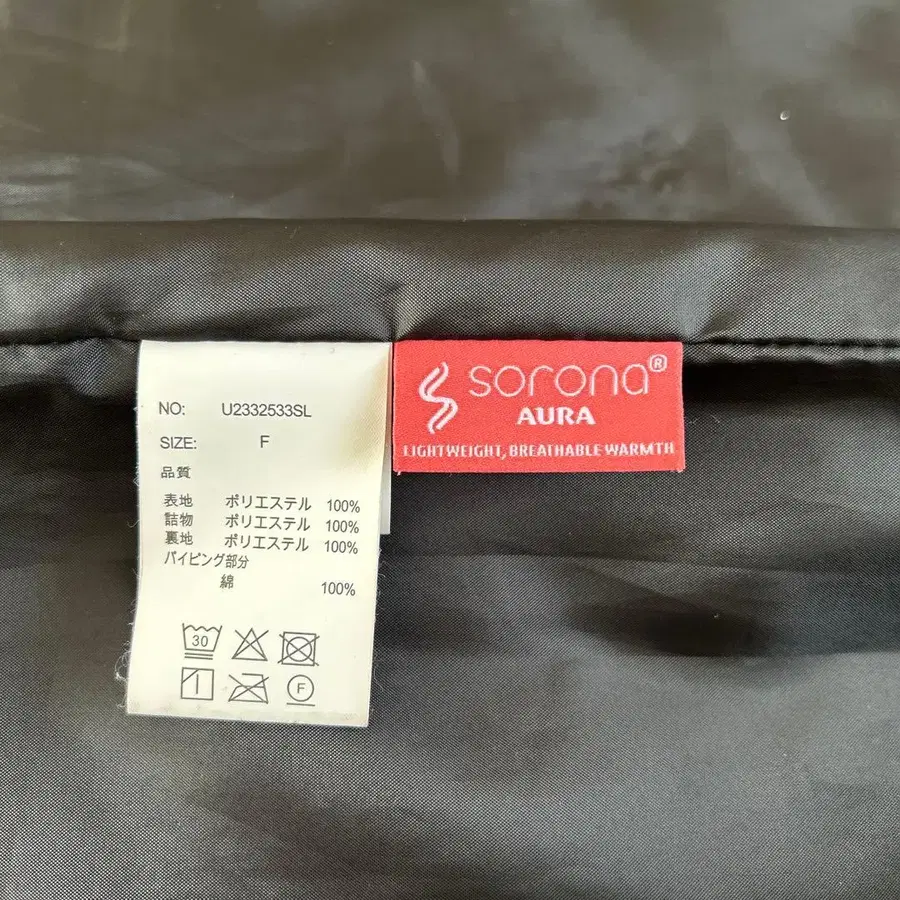 NO: U2332533SL
SIZE: F
品質
表地 ポリエステル 100%
詰物 ポリエステル 100%
裏地 ポリエステル 100%
パイピング部分
綿 100%
30
F
sorona®
AURA
LIGHTWEIGHT, BREATHABLE WARMTH